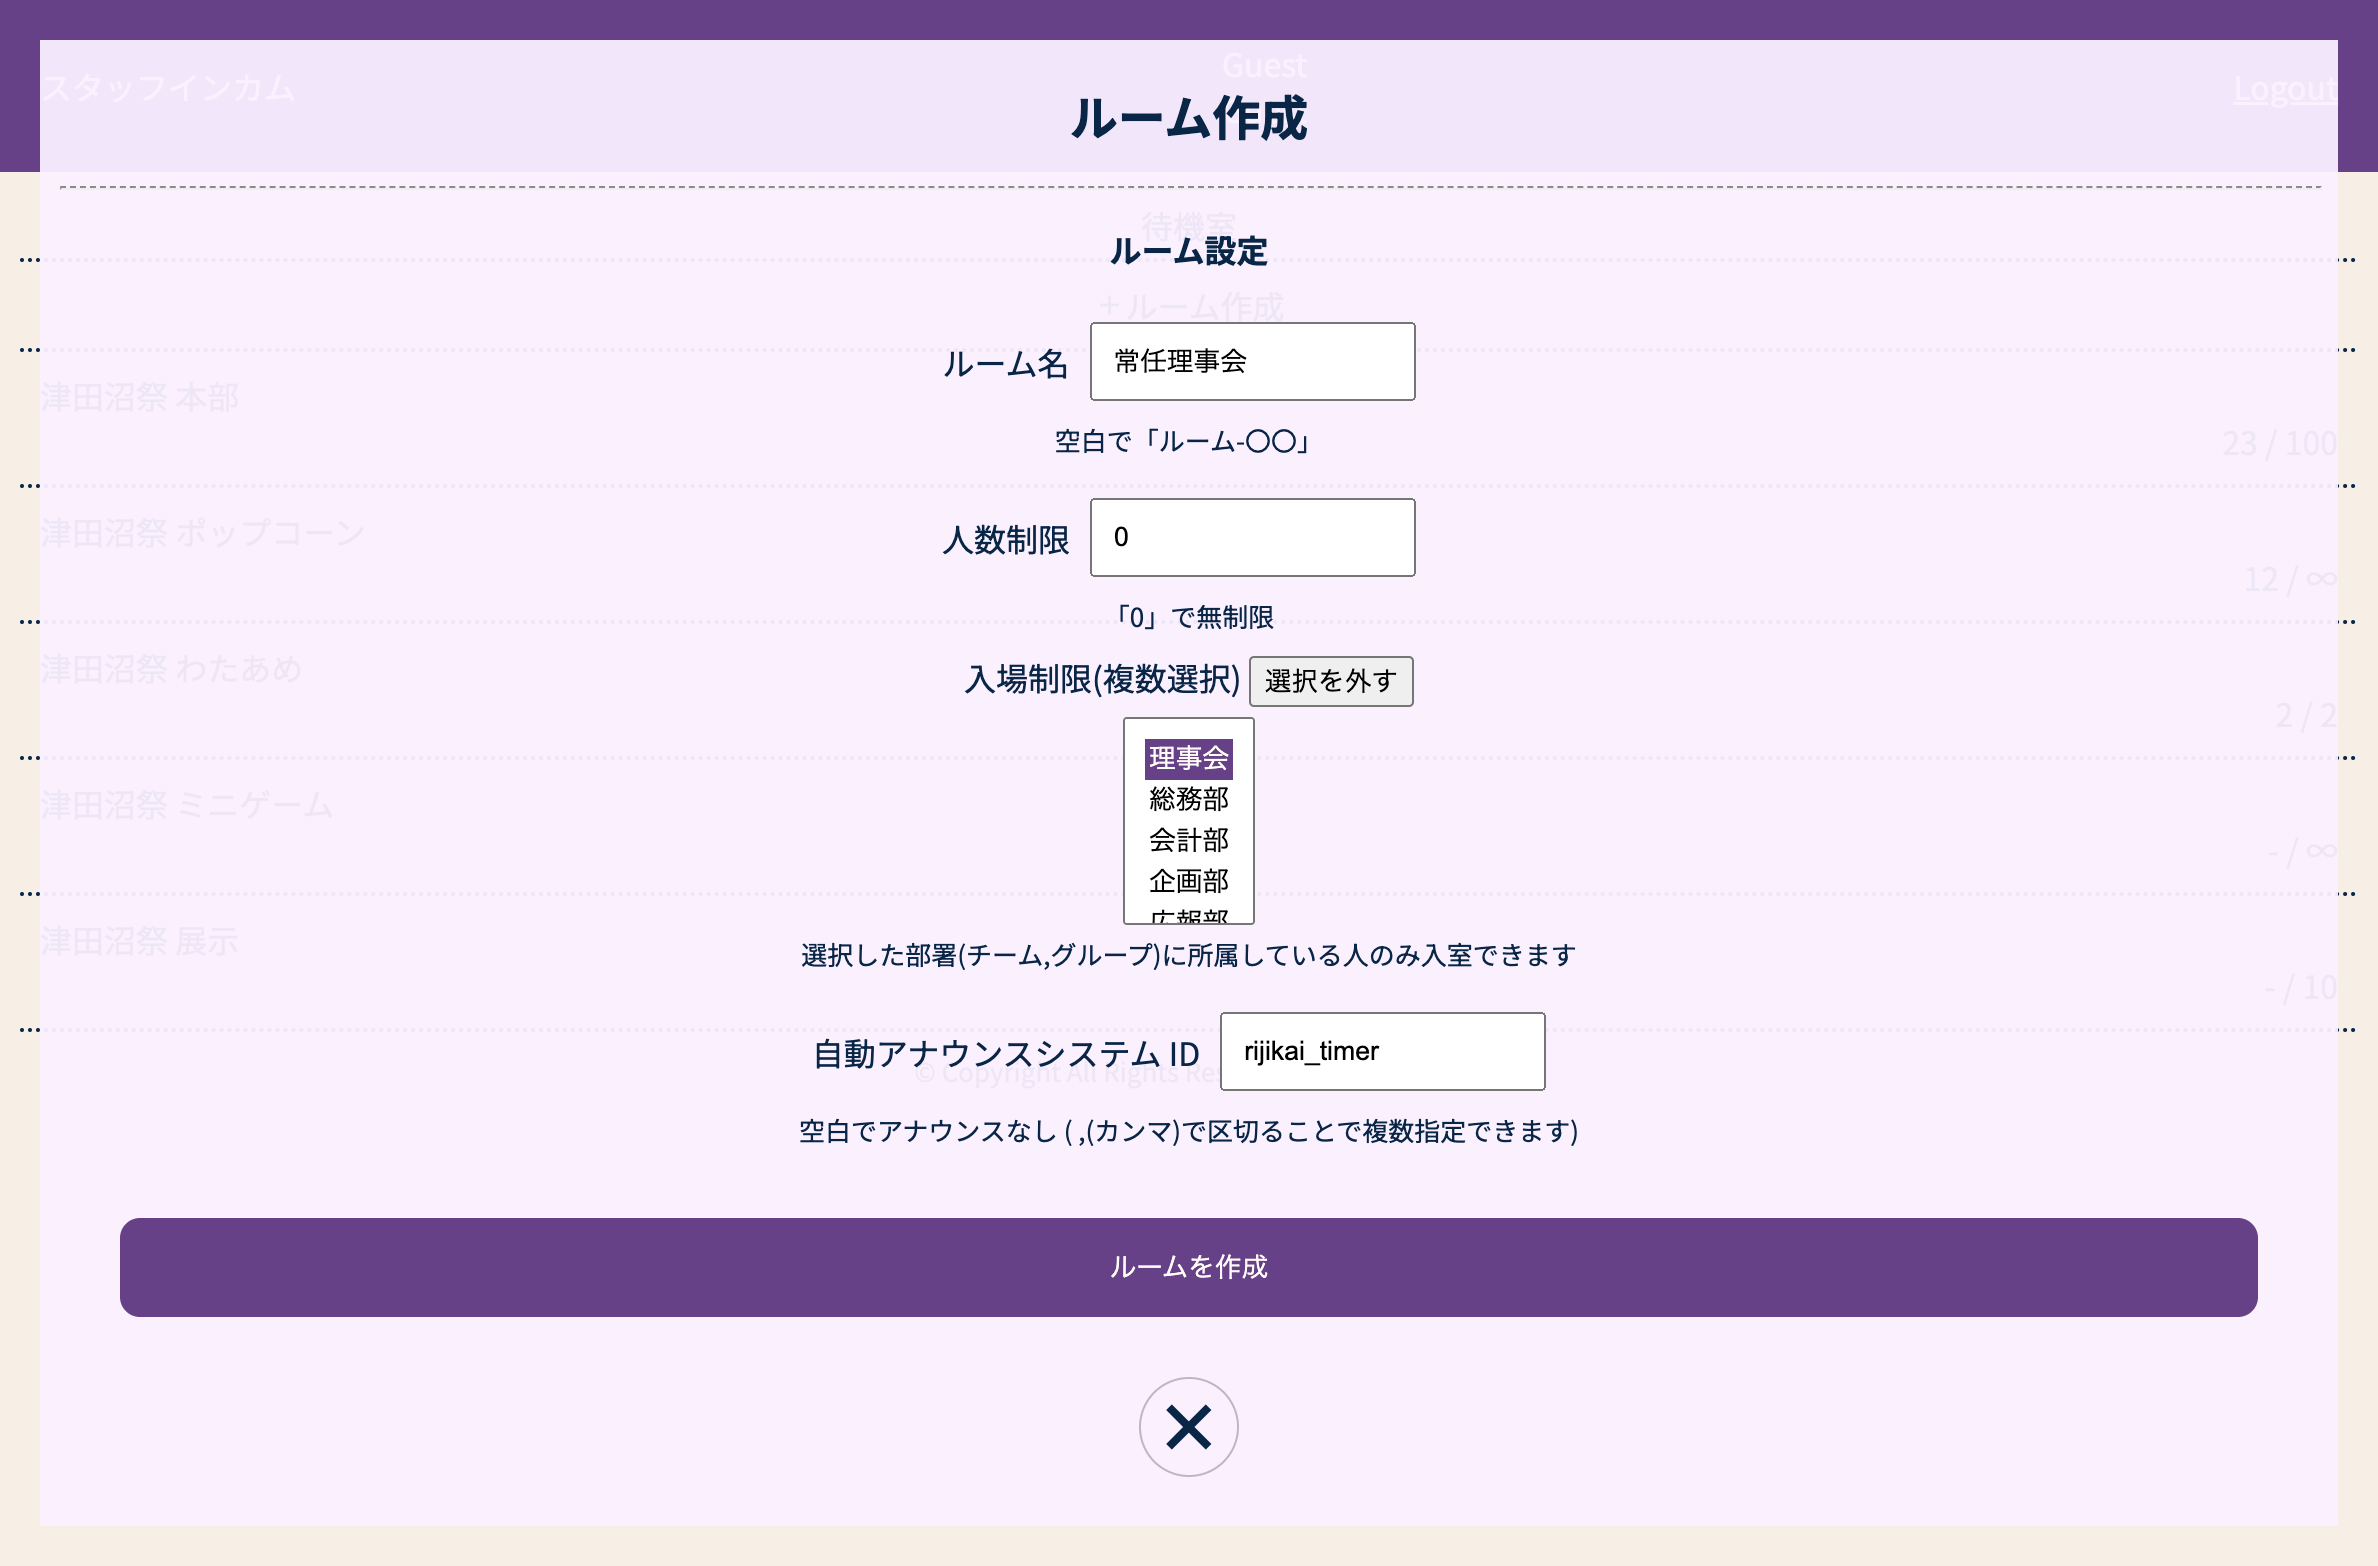 スタッフインカム
Guest
Logout
ルーム作成
待機室
ルーム設定
+ ルーム作成
ルーム名
常任理事会
津田沼祭 本部
空白で「ルーム-〇〇」
23 / 100
津田沼祭 ポップコーン
人数制限
0
12 / ∞
「0」で無制限
津田沼祭 わたあめ
入場制限(複数選択)
選択を外す
2 / 2
理事会
総務部
津田沼祭 ミニゲーム
会計部
- / ∞
企画部
広報部
津田沼祭 展示
選択した部署(チーム,グループ)に所属している人のみ入室できます
- / 10
自動アナウンスシステム ID
rijikai_timer
© Copyright All Rights
空白でアナウンスなし ( ,(カンマ)で区切ることで複数指定できます)
ルームを作成